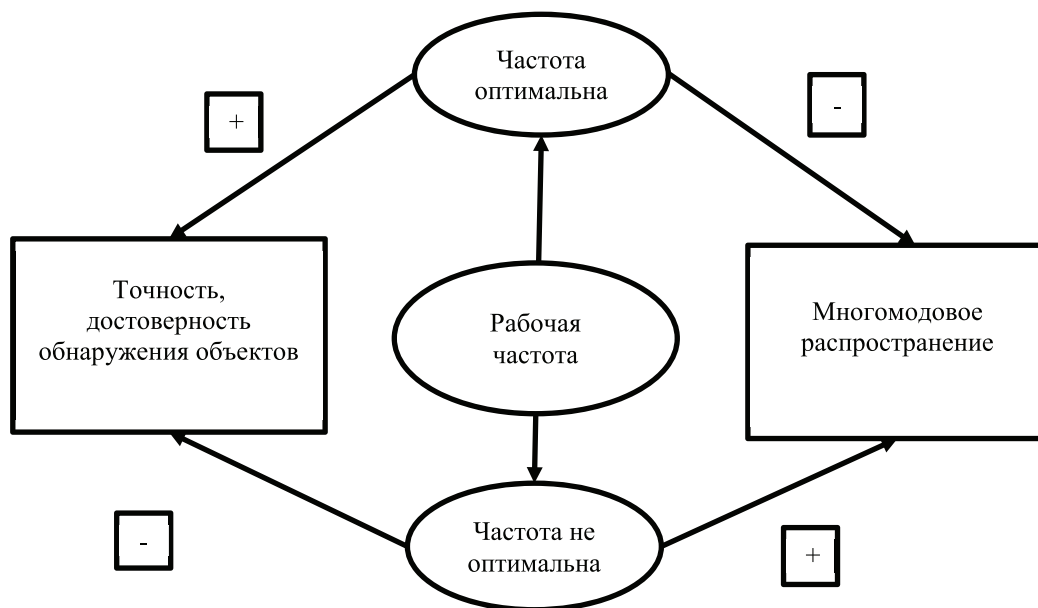 Частота
оптимальна
+
-
Точность,
достоверность
обнаружения объектов
Рабочая
частота
Многомодовое
распространение
-
Частота не
оптимальна
+